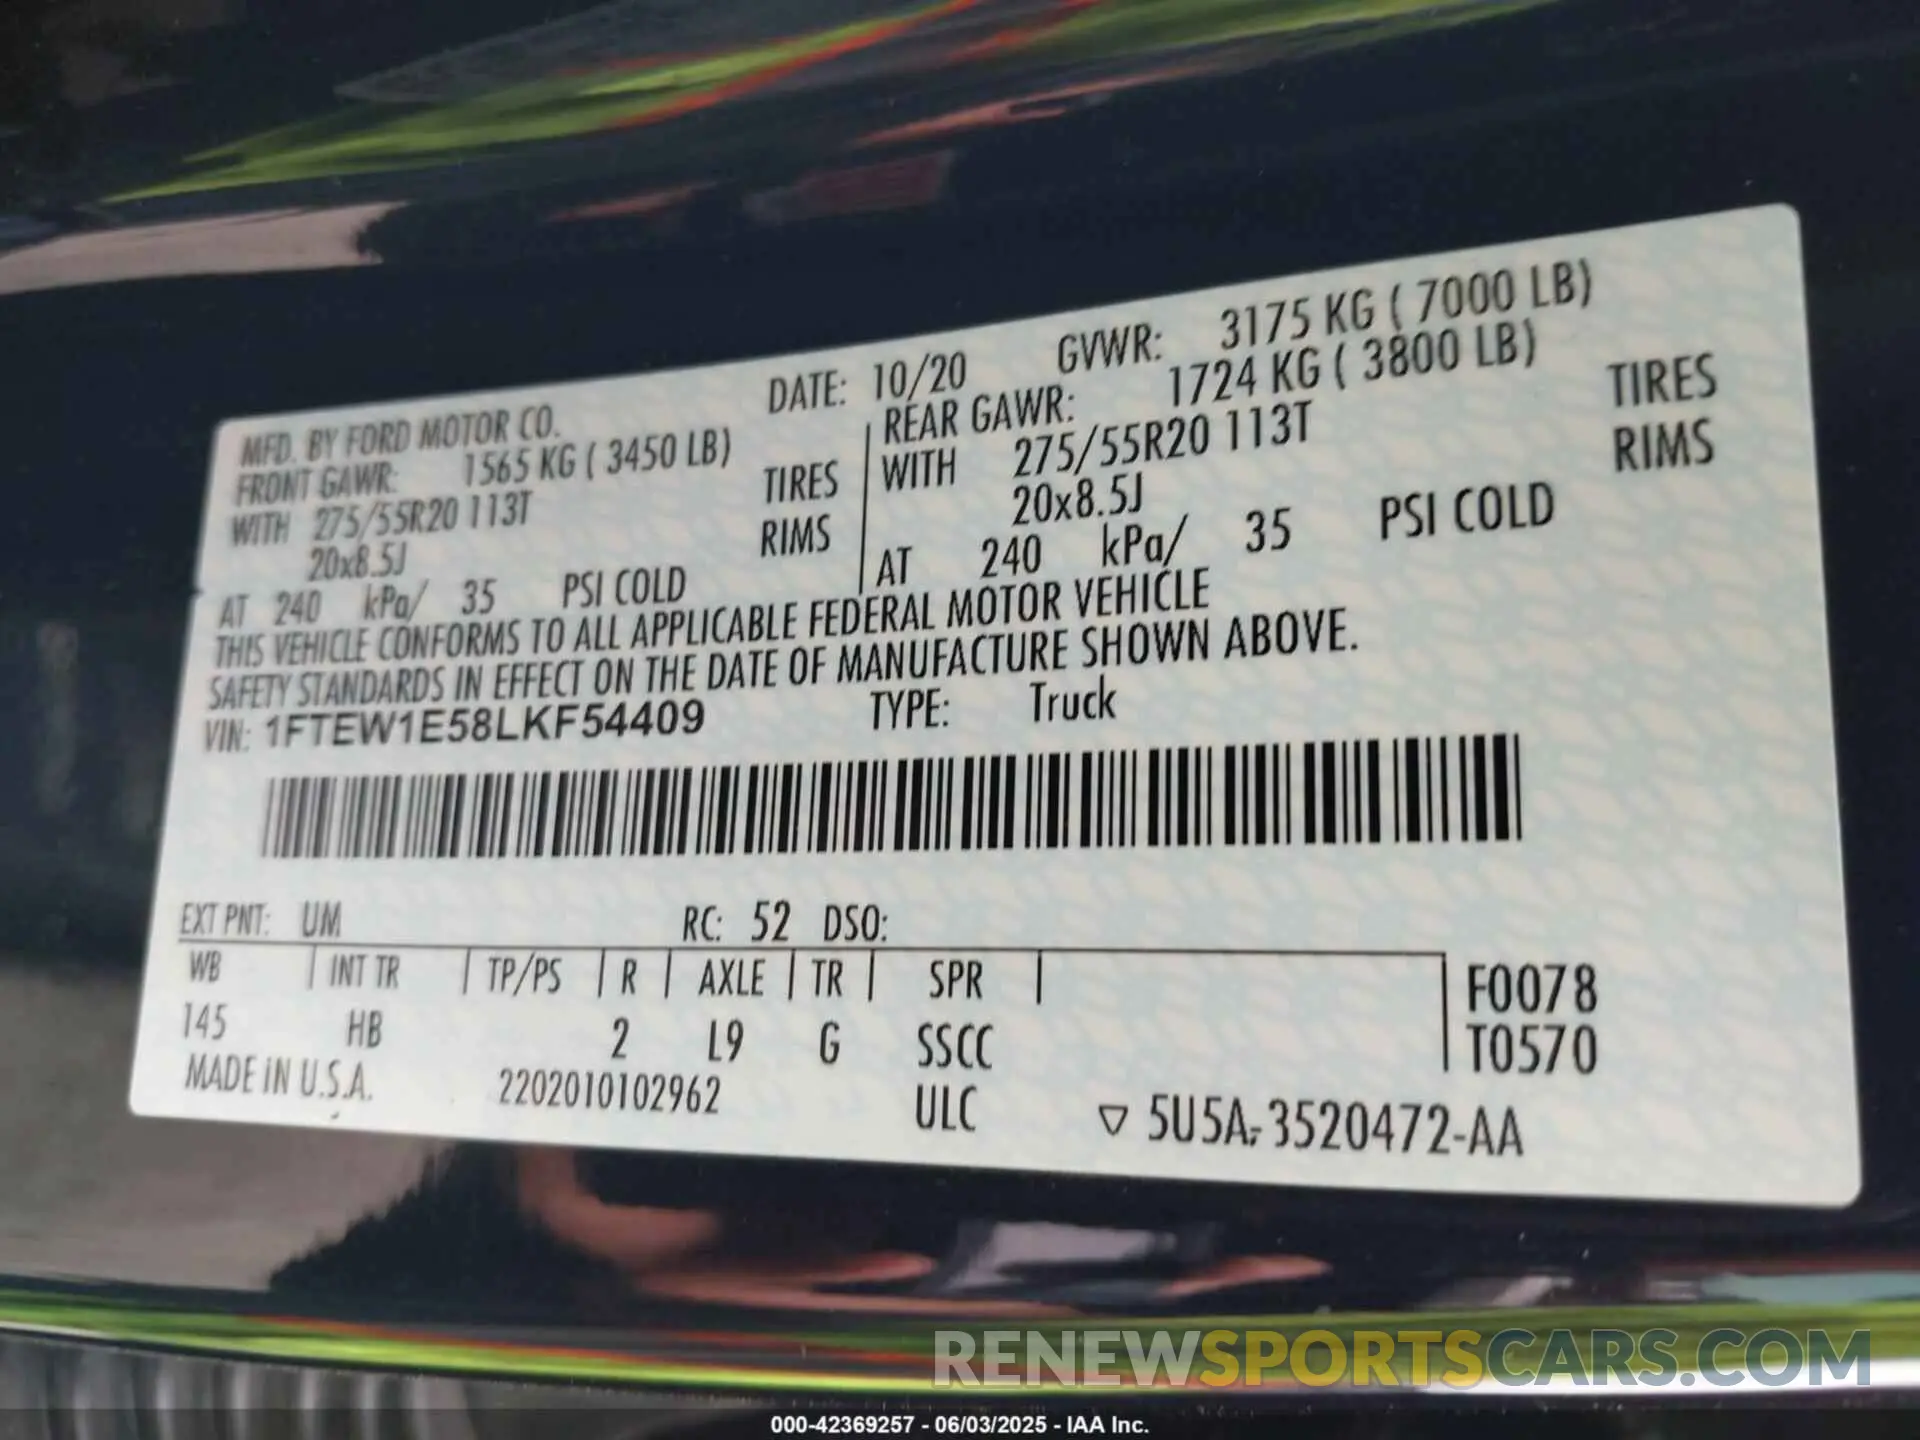 MFD. BY FORD MOTOR CO. DATE: 10/20 GVWR: 3175 KG ( 7000 LB)
FRONT GAWR: 1565 KG ( 3450 LB) REAR GAWR: 1724 KG ( 3800 LB)
WITH 275/55R20 113T TIRES WITH 275/55R20 113T TIRES
20x8.5J RIMS 20x8.5J RIMS
AT 240 kPa/ 35 PSI COLD AT 240 kPa/ 35 PSI COLD
THIS VEHICLE CONFORMS TO ALL APPLICABLE FEDERAL MOTOR VEHICLE
SAFETY STANDARDS IN EFFECT ON THE DATE OF MANUFACTURE SHOWN ABOVE.
VIN: 1FTEW1E58LKF54409 TYPE: Truck
EXT PNT: UM RC: 52 DSO:
WB INT TR TP/PS R AXLE TR SPR F0078
145 HB 2 L9 G SSCC T0570
MADE IN U.S.A. 2202010102962 ULC ▽ 5U5A-3520472-AA
RENEWSPORTSCARS.COM
000-42369257 - 06/03/2025 - IAA Inc.